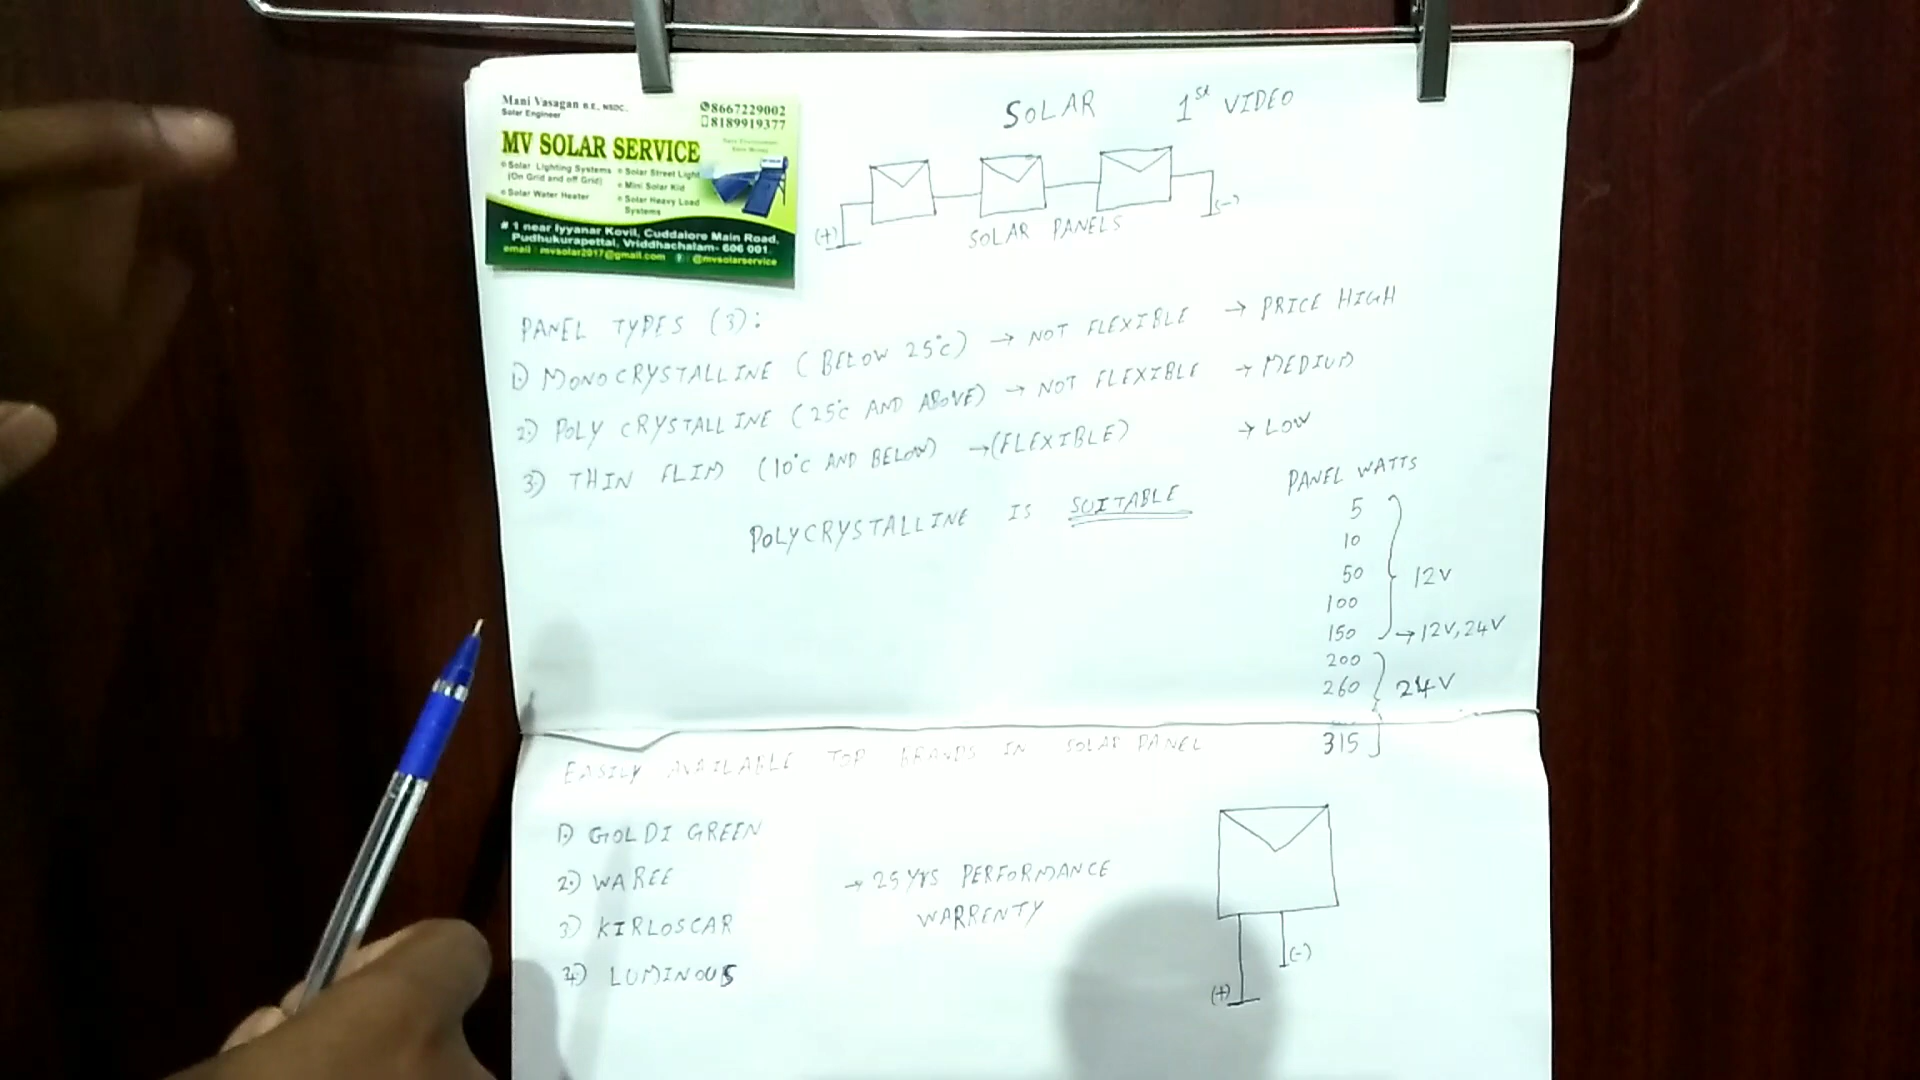 Mani Vasagan B.E., NSDC.,
Solar Engineer
8667229002
8189919377
MV SOLAR SERVICE
Solar Lighting Systems
(On Grid and off Grid)
Solar Water Heater
Solar Street Light
Mini Solar Kid
Solar Heavy Load
Systems
# 1 near Iyyanar Kovil, Cuddalore Main Road,
Pudhukurapettai, Vriddhachalam- 606 001.
email : mvsolar2017@gmail.com @mvsolarservice
SOLAR 1st VIDEO
(+) (-)
SOLAR PANELS
PANEL TYPES (3):
1) MONOCRYSTALLINE (BELOW 25°C) → NOT FLEXIBLE → PRICE HIGH
2) POLY CRYSTALLINE (25°C AND ABOVE) → NOT FLEXIBLE → MEDIUM
3) THIN FLIM (10°C AND BELOW) → (FLEXIBLE) → LOW
POLYCRYSTALLINE IS SUITABLE
PANEL WATTS
5
10
50 12V
100
150 → 12V, 24V
200
260 24V
315
EASILY AVAILABLE TOP BRANDS IN SOLAR PANEL
1) GOLDI GREEN
2) WAREE
3) KIRLOSCAR
4) LUMINOUS
→ 25 Yrs PERFORMANCE
WARRENTY
(-)
(+)